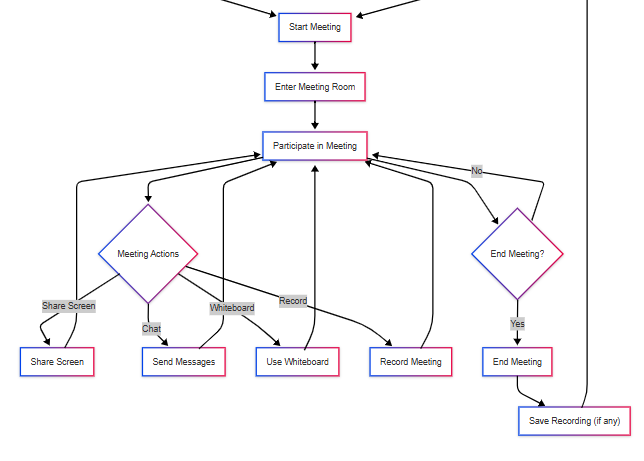 Start Meeting
Enter Meeting Room
Participate in Meeting
No
Meeting Actions
End Meeting?
Share Screen
Whiteboard
Record
Chat
Yes
Share Screen
Send Messages
Use Whiteboard
Record Meeting
End Meeting
Save Recording (if any)